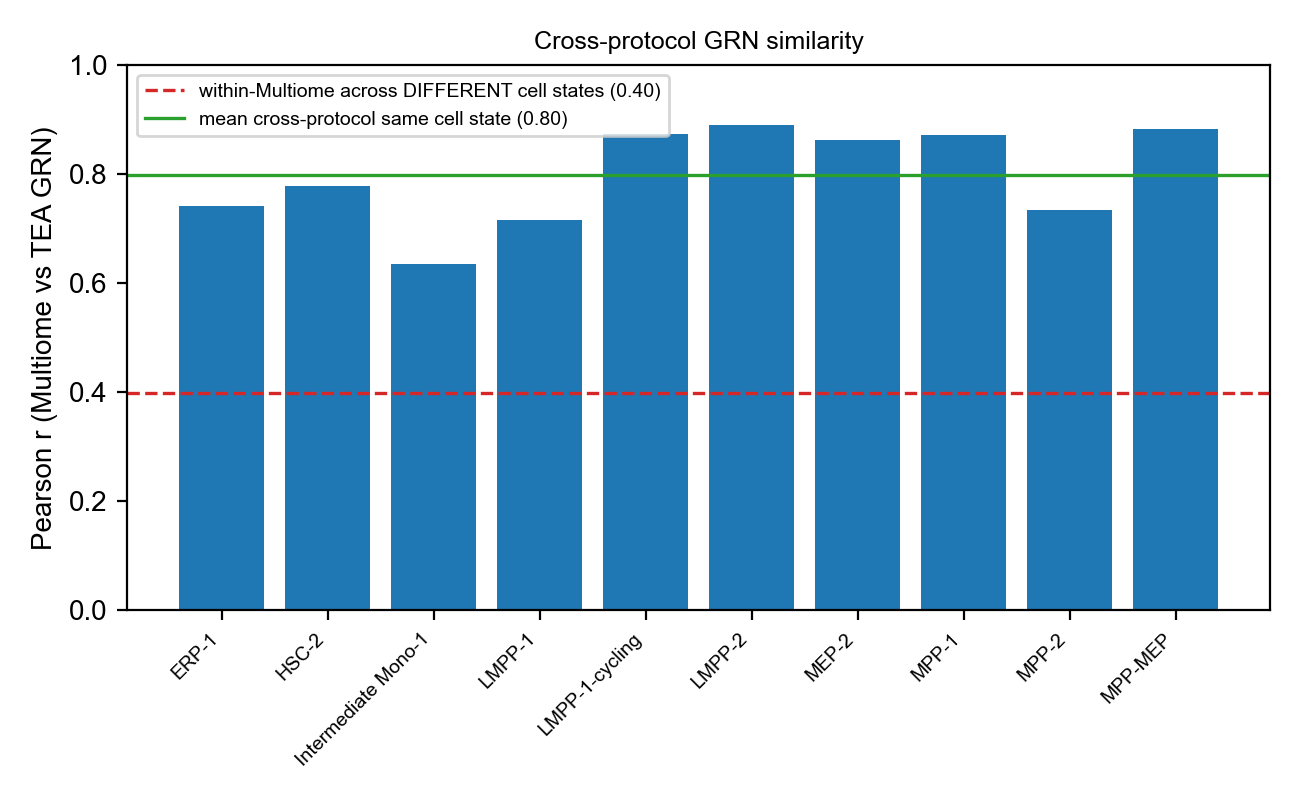 Cross-protocol GRN similarity
within-Multiome across DIFFERENT cell states (0.40)
mean cross-protocol same cell state (0.80)
Pearson r (Multiome vs TEA GRN)
1.0
0.8
0.6
0.4
0.2
0.0
ERP-1
HSC-2
Intermediate Mono-1
LMPP-1
LMPP-1-cycling
LMPP-2
MEP-2
MPP-1
MPP-2
MPP-MEP